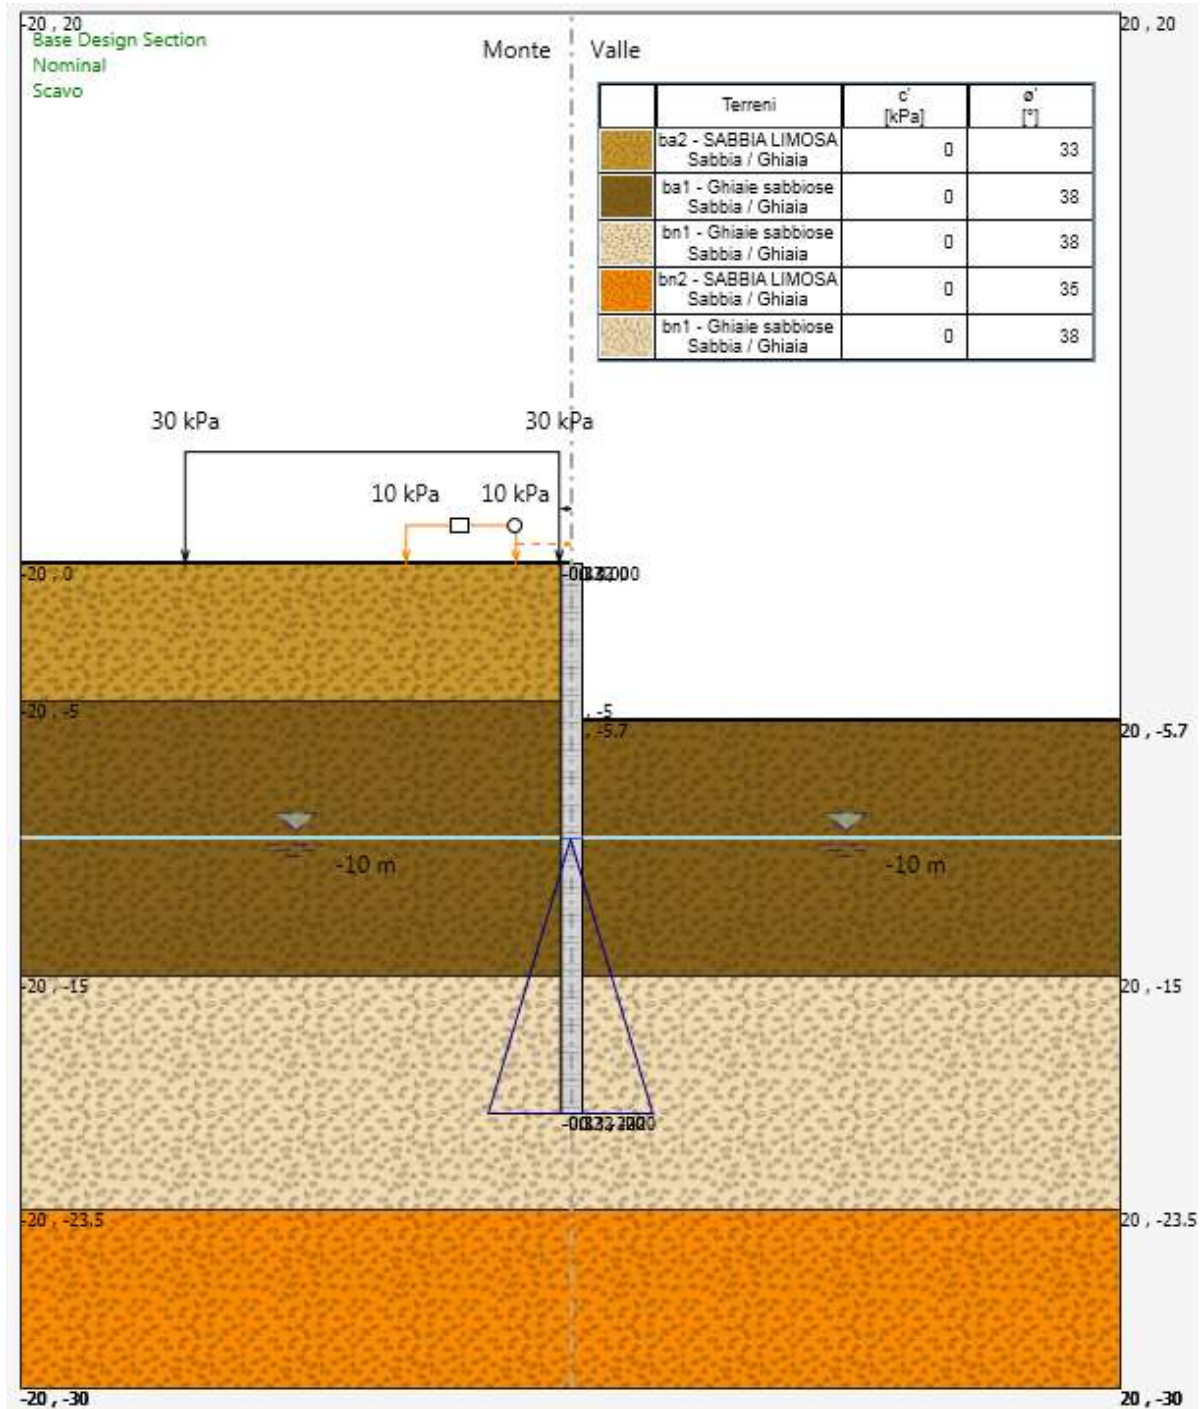 -20 , 20
20 , 20
Base Design Section
Nominal
Scavo
Monte
Valle
Terreni
c'
[kPa]
ø'
[°]
ba2 - SABBIA LIMOSA
Sabbia / Ghiaia
0
33
ba1 - Ghiaie sabbiose
Sabbia / Ghiaia
0
38
bn1 - Ghiaie sabbiose
Sabbia / Ghiaia
0
38
bn2 - SABBIA LIMOSA
Sabbia / Ghiaia
0
35
bn1 - Ghiaie sabbiose
Sabbia / Ghiaia
0
38
30 kPa
30 kPa
10 kPa
10 kPa
-20 , 0
-20 , -5
, -5
, -5.7
20 , -5.7
-10 m
-10 m
-20 , -15
20 , -15
-20 , -23.5
20 , -23.5
-20 , -30
20 , -30